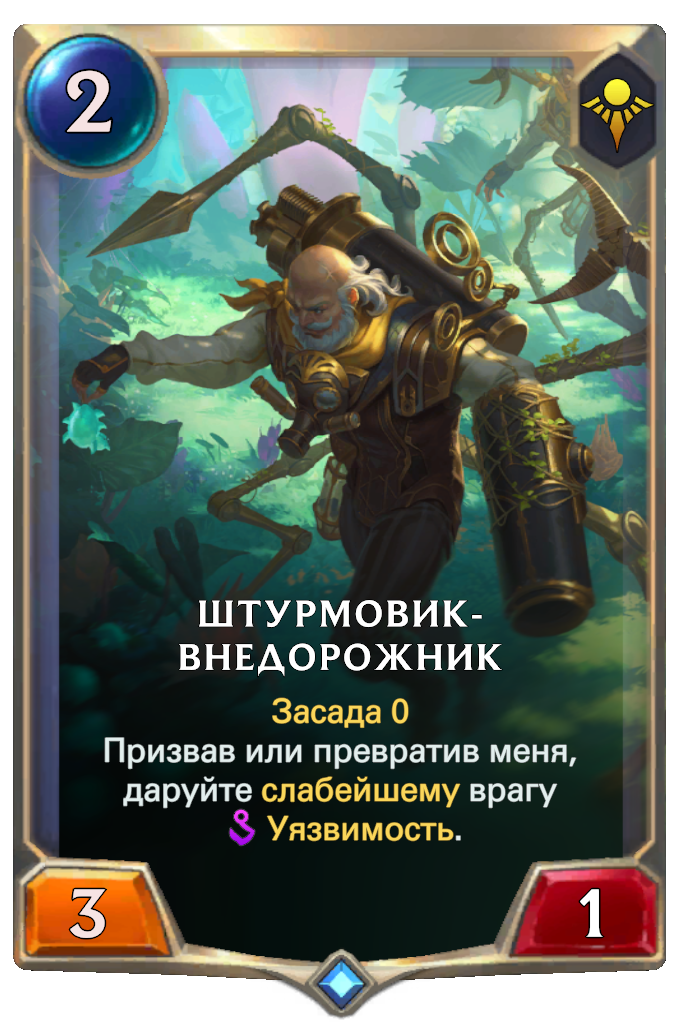 2
ШТУРМОВИК-
ВНЕДОРОЖНИК
Засада 0
Призвав или превратив меня,
даруйте слабейшему врагу
Уязвимость.
3
1